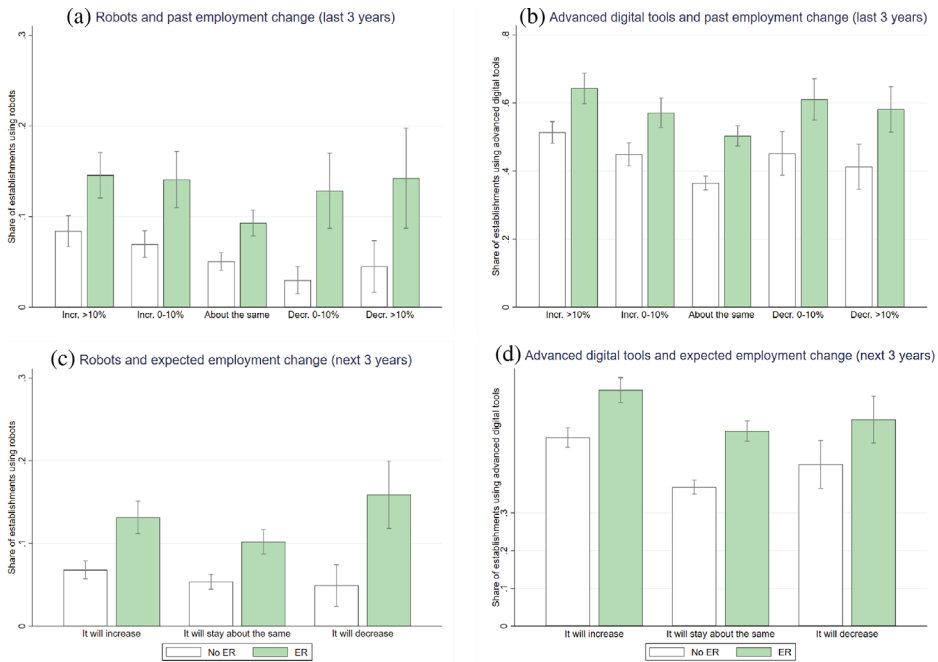 (a) Robots and past employment change (last 3 years)
Share of establishments using robots
.3
.2
.1
0
Incr. >10% Incr. 0-10% About the same Decr. 0-10% Decr. >10%
(b) Advanced digital tools and past employment change (last 3 years)
Share of establishments using advanced digital tools
.8
.6
.4
.2
0
Incr. >10% Incr. 0-10% About the same Decr. 0-10% Decr. >10%
(c) Robots and expected employment change (next 3 years)
Share of establishments using robots
.3
.2
.1
0
It will increase It will stay about the same It will decrease
No ER ER
(d) Advanced digital tools and expected employment change (next 3 years)
Share of establishments using advanced digital tools
.3
.2
.1
0
It will increase It will stay about the same It will decrease
No ER ER